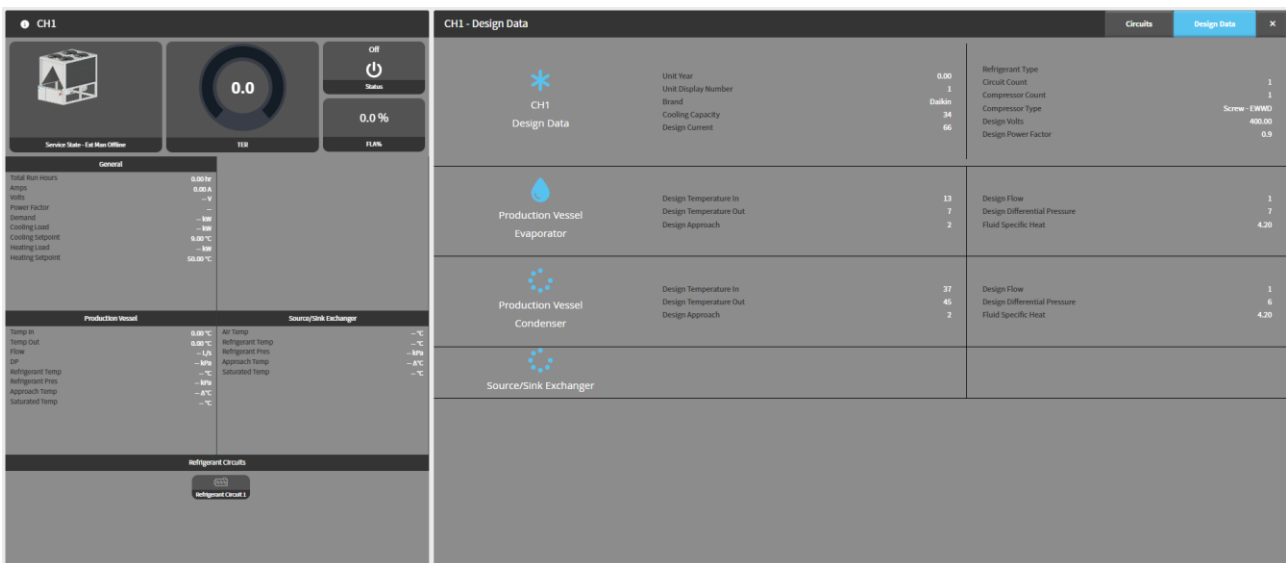 CH1
Off
Status
0.0
0.0 %
Service State - Ext Man Offline
TER
FLA%
General
Total Run Hours 0.00 hr
Amps 0.00 A
Volts -- V
Power Factor --
Demand -- kW
Cooling Load -- kW
Cooling Setpoint 9.00 °C
Heating Load -- kW
Heating Setpoint 50.00 °C
Production Vessel
Temp In 0.00 °C
Temp Out 0.00 °C
Flow -- L/s
DP -- kPa
Refrigerant Temp -- °C
Refrigerant Pres -- kPa
Approach Temp -- Δ°C
Saturated Temp -- °C
Source/Sink Exchanger
Air Temp -- °C
Refrigerant Temp -- °C
Refrigerant Pres -- kPa
Approach Temp -- Δ°C
Saturated Temp -- °C
Refrigerant Circuits
Refrigerant Circuit 1
CH1 - Design Data
Circuits
Design Data
×
CH1
Design Data
Unit Year 0.00
Unit Display Number 1
Brand Daikin
Cooling Capacity 34
Design Current 66
Refrigerant Type
Circuit Count 1
Compressor Count 1
Compressor Type Screw - EWWD
Design Volts 400.00
Design Power Factor 0.9
Production Vessel
Evaporator
Design Temperature In 13
Design Temperature Out 7
Design Approach 2
Design Flow 1
Design Differential Pressure 7
Fluid Specific Heat 4.20
Production Vessel
Condenser
Design Temperature In 37
Design Temperature Out 45
Design Approach 2
Design Flow 1
Design Differential Pressure 6
Fluid Specific Heat 4.20
Source/Sink Exchanger